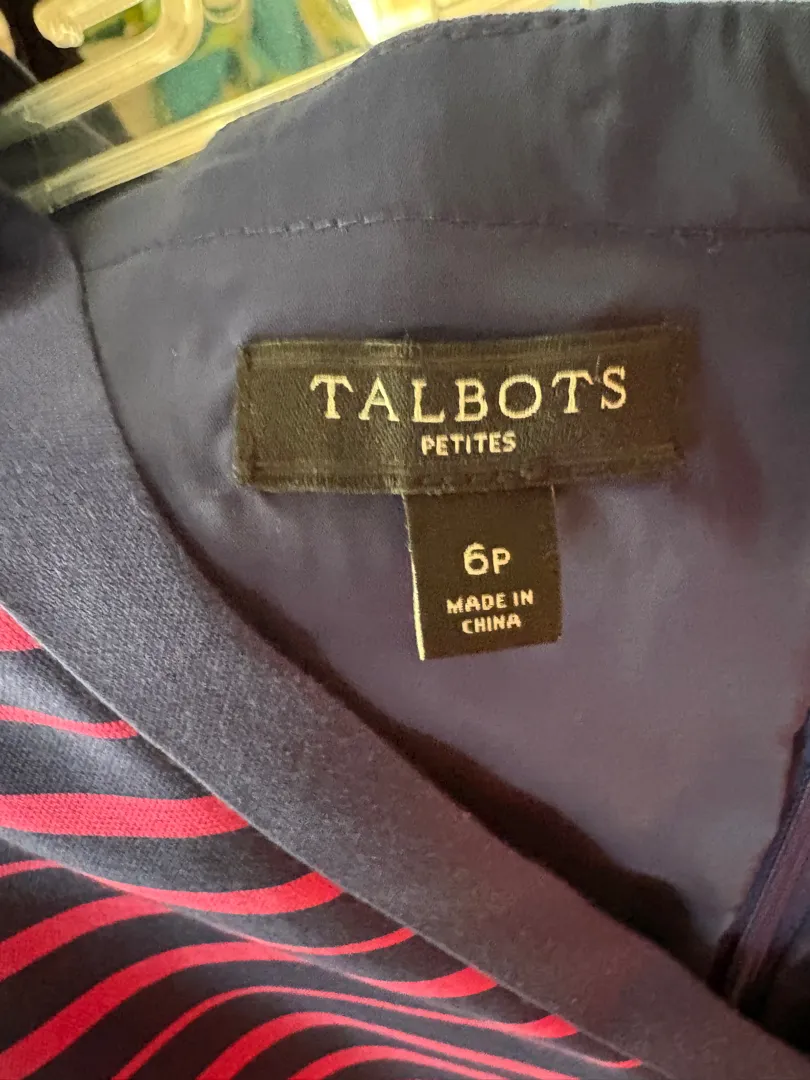 TALBOTS
PETITES
6P
MADE IN
CHINA